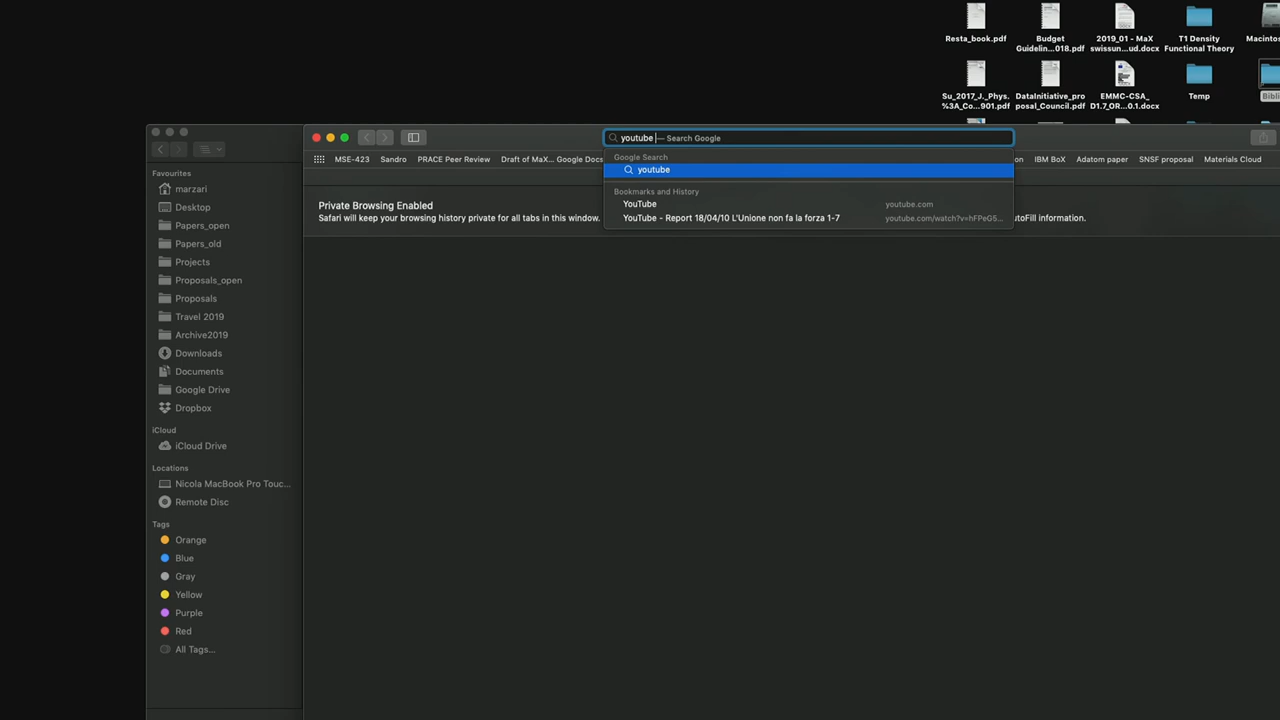 Resta_book.pdf
Budget Guidelin...018.pdf
2019_01 - MaX swissun...ud.docx
T1 Density Functional Theory
Macintos
Su_2017_J._Phys. %3A_Co...901.pdf
DataInitiative_pro posal_Council.pdf
EMMC-CSA_ D1.7_OR...0.1.docx
Temp
Bibli
youtube — Search Google
MSE-423
Sandro
PRACE Peer Review
Draft of MaX... Google Docs
on
IBM BoX
Adatom paper
SNSF proposal
Materials Cloud
Google Search
youtube
Bookmarks and History
YouTube youtube.com
YouTube - Report 18/04/10 L'Unione non fa la forza 1-7 youtube.com/watch?v=hFPeG5...
Private Browsing Enabled
Safari will keep your browsing history private for all tabs in this window.
utoFill information.
Favourites
marzari
Desktop
Papers_open
Papers_old
Projects
Proposals_open
Proposals
Travel 2019
Archive2019
Downloads
Documents
Google Drive
Dropbox
iCloud
iCloud Drive
Locations
Nicola MacBook Pro Touc...
Remote Disc
Tags
Orange
Blue
Gray
Yellow
Purple
Red
All Tags...